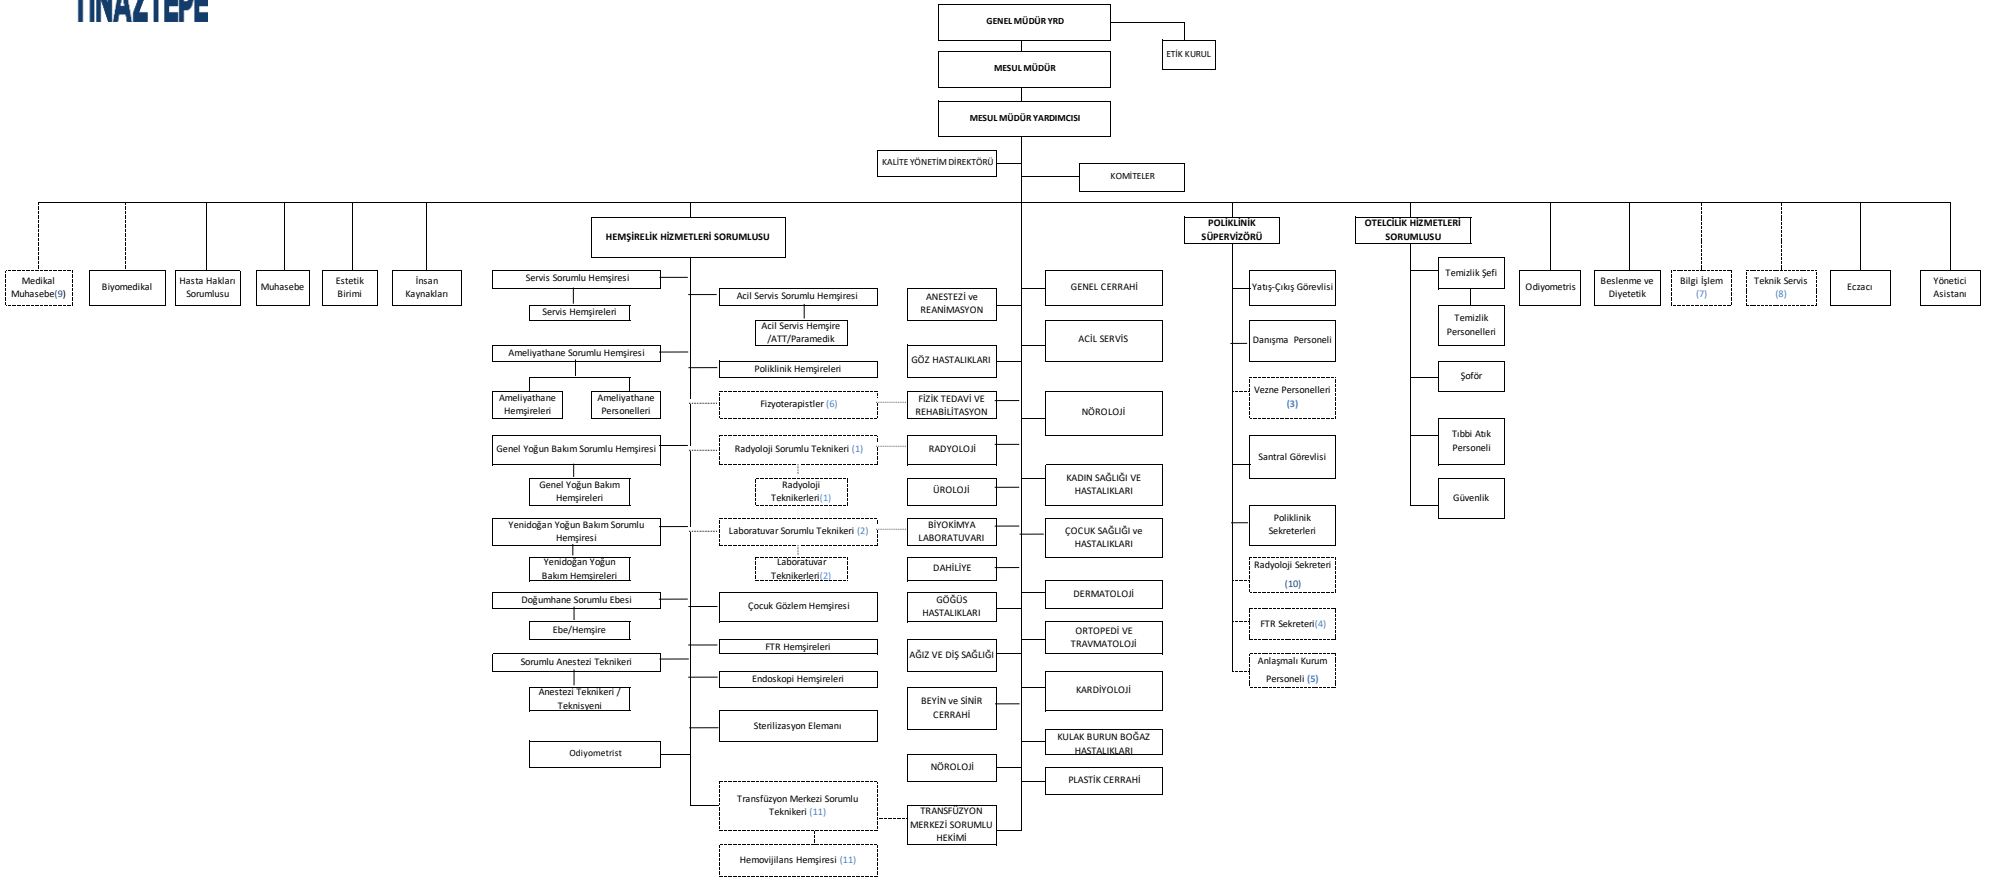 TINAZTEPE
GENEL MÜDÜR YRD
ETİK KURUL
MESUL MÜDÜR
MESUL MÜDÜR YARDIMCISI
KALİTE YÖNETİM DİREKTÖRÜ
KOMİTELER
HEMŞİRELİK HİZMETLERİ SORUMLUSU
POLİKLİNİK
SÜPERVİZÖRÜ
OTELCİLİK HİZMETLERİ
SORUMLUSU
Medikal
Muhasebe(9)
Biyomedikal
Hasta Hakları
Sorumlusu
Muhasebe
Estetik
Birimi
İnsan
Kaynakları
Servis Sorumlu Hemşiresi
Servis Hemşireleri
Ameliyathane Sorumlu Hemşiresi
Ameliyathane
Hemşireleri
Ameliyathane
Personelleri
Genel Yoğun Bakım Sorumlu Hemşiresi
Genel Yoğun Bakım
Hemşireleri
Yenidoğan Yoğun Bakım Sorumlu
Hemşiresi
Yenidoğan Yoğun
Bakım Hemşireleri
Doğumhane Sorumlu Ebesi
Ebe/Hemşire
Sorumlu Anestezi Teknikeri
Anestezi Teknikeri /
Teknisyeni
Odiyometrist
Acil Servis Sorumlu Hemşiresi
Acil Servis Hemşire
/ATT/Paramedik
Poliklinik Hemşireleri
Fizyoterapistler (6)
Radyoloji Sorumlu Teknikeri (1)
Radyoloji
Teknikerleri(1)
Laboratuvar Sorumlu Teknikeri (2)
Laboratuvar
Teknikerleri(2)
Çocuk Gözlem Hemşiresi
FTR Hemşireleri
Endoskopi Hemşireleri
Sterilizasyon Elemanı
Transfüzyon Merkezi Sorumlu
Teknikeri (11)
Hemovijilans Hemşiresi (11)
ANESTEZİ ve
REANİMASYON
GÖZ HASTALIKLARI
FİZİK TEDAVİ VE
REHABİLİTASYON
RADYOLOJİ
ÜROLOJİ
BİYOKİMYA
LABORATUVARI
DAHİLİYE
GÖĞÜS
HASTALIKLARI
AĞIZ VE DİŞ SAĞLIĞI
BEYİN ve SİNİR
CERRAHİ
NÖROLOJİ
TRANSFÜZYON
MERKEZİ SORUMLU
HEKİMİ
GENEL CERRAHİ
ACİL SERVİS
NÖROLOJİ
KADIN SAĞLIĞI VE
HASTALIKLARI
ÇOCUK SAĞLIĞI ve
HASTALIKLARI
DERMATOLOJİ
ORTOPEDİ VE
TRAVMATOLOJİ
KARDİYOLOJİ
KULAK BURUN BOĞAZ
HASTALIKLARI
PLASTİK CERRAHİ
Yatış-Çıkış Görevlisi
Danışma Personeli
Vezne Personelleri
(3)
Santral Görevlisi
Poliklinik
Sekreterleri
Radyoloji Sekreteri
(10)
FTR Sekreteri(4)
Anlaşmalı Kurum
Personeli (5)
Temizlik Şefi
Temizlik
Personelleri
Şoför
Tıbbi Atık
Personeli
Güvenlik
Odiyometris
Beslenme ve
Diyetetik
Bilgi İşlem
(7)
Teknik Servis
(8)
Eczacı
Yönetici
Asistanı